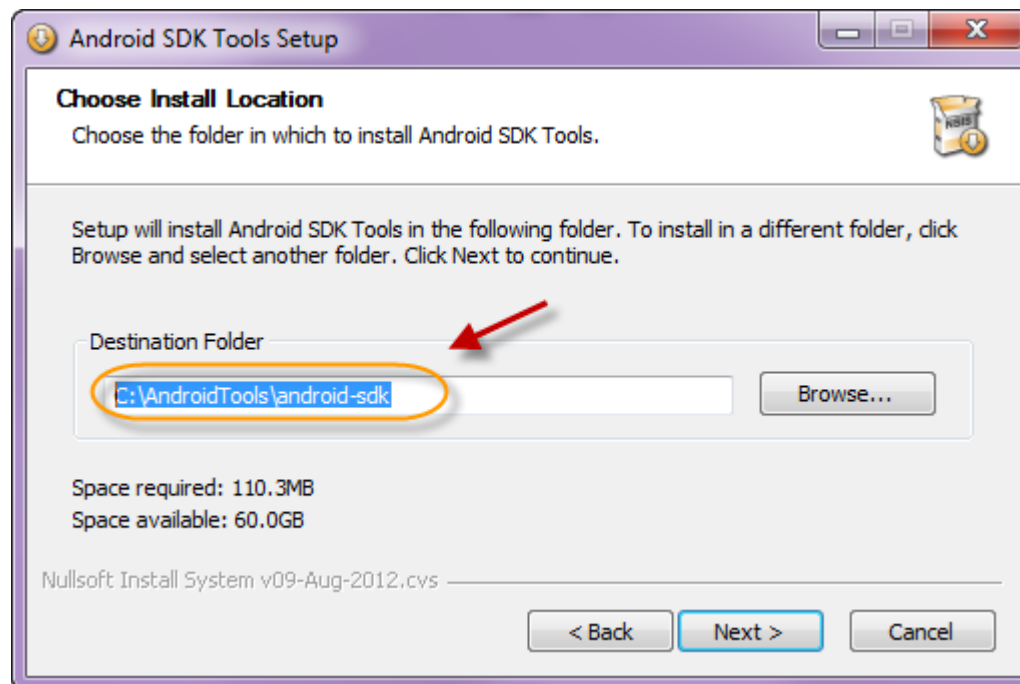 Android SDK Tools Setup
Choose Install Location
Choose the folder in which to install Android SDK Tools.
NSIS
Setup will install Android SDK Tools in the following folder. To install in a different folder, click
Browse and select another folder. Click Next to continue.
Destination Folder
C:\AndroidTools\android-sdk
Browse...
Space required: 110.3MB
Space available: 60.0GB
Nullsoft Install System v09-Aug-2012.cvs
< Back
Next >
Cancel